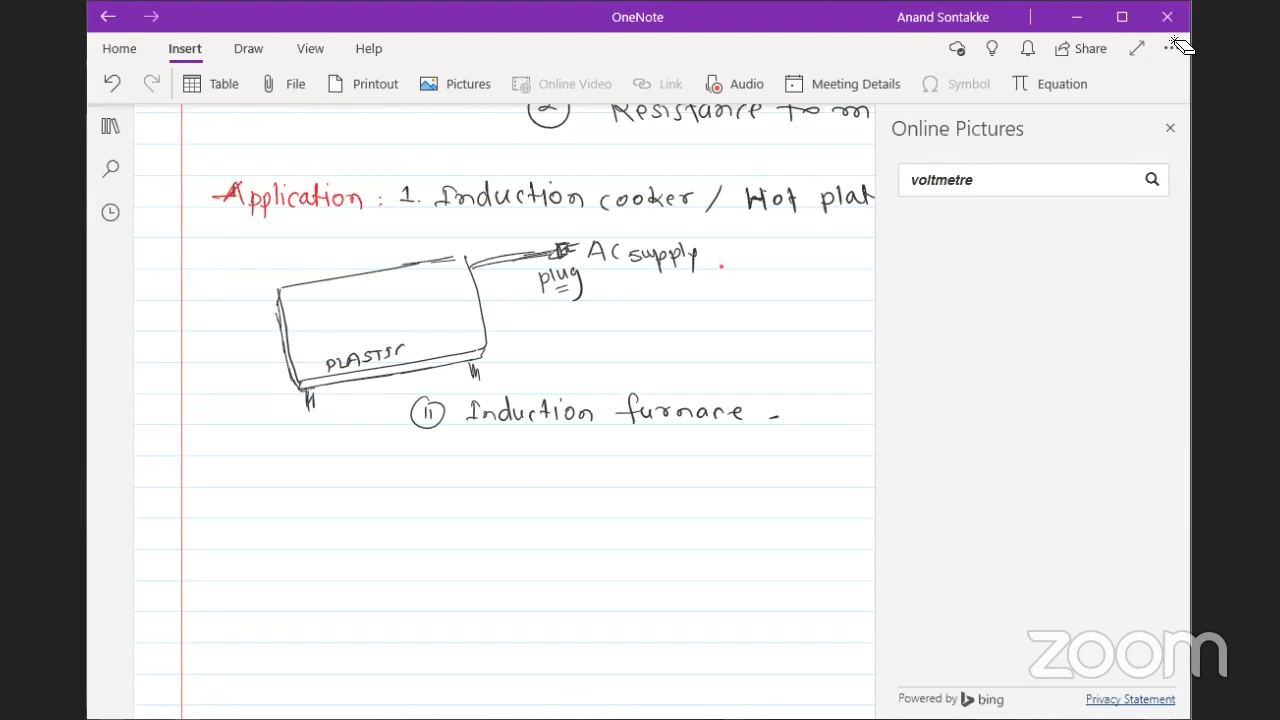 OneNote
Anand Sontakke
Home Insert Draw View Help
Share
Table File Printout Pictures Online Video Link Audio Meeting Details Symbol Equation
Resistance to m
Application : 1. Induction cooker / Hot plat
AC supply
plug
PLASTIC
(ii) Induction furnace -
Online Pictures
voltmetre
Powered by bing
Privacy Statement
zoom